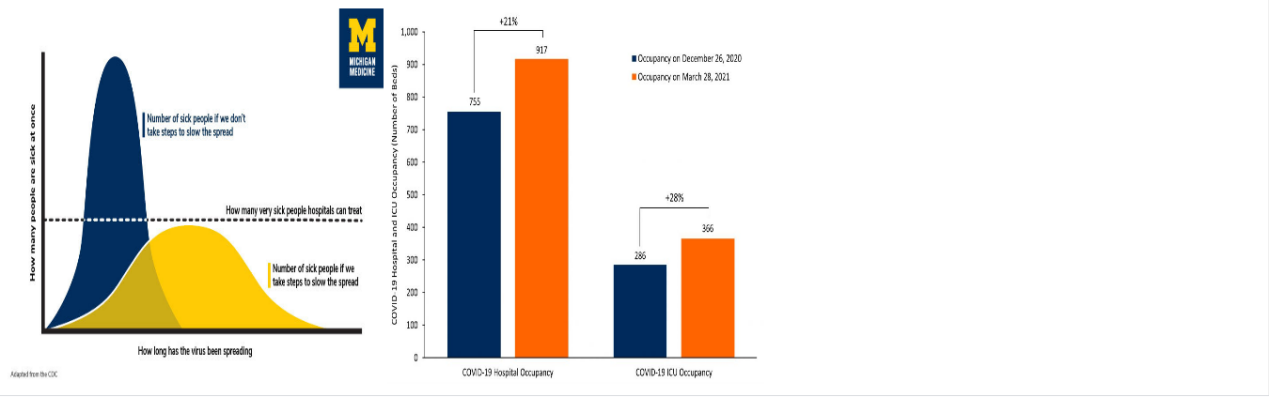 M
MICHIGAN
MEDICINE
How many people are sick at once
Number of sick people if we don't
take steps to slow the spread
How many very sick people hospitals can treat
Number of sick people if we
take steps to slow the spread
How long has the virus been spreading
Adapted from the CDC
COVID-19 Hospital and ICU Occupancy (Number of Beds)
1,000
900
800
700
600
500
400
300
200
100
0
+21%
755
917
+28%
286
366
Occupancy on December 26, 2020
Occupancy on March 28, 2021
COVID-19 Hospital Occupancy
COVID-19 ICU Occupancy